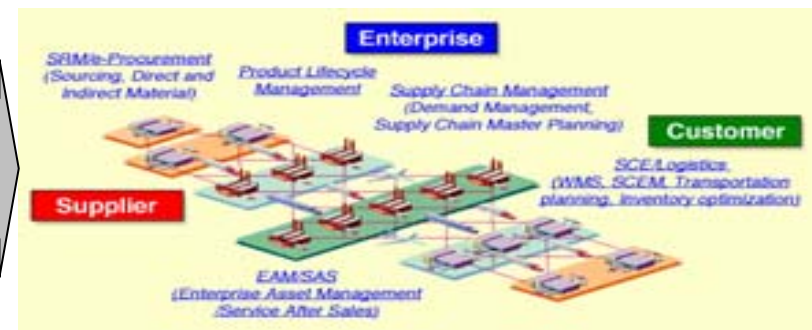 Enterprise
SRM/e-Procurement
(Sourcing, Direct and
Indirect Material)
Product Lifecycle
Management
Supply Chain Management
(Demand Management,
Supply Chain Master Planning)
Customer
SCE/Logistics
(WMS, SCEM, Transportation
planning, Inventory optimization)
Supplier
EAM/SAS
(Enterprise Asset Management
/Service After Sales)